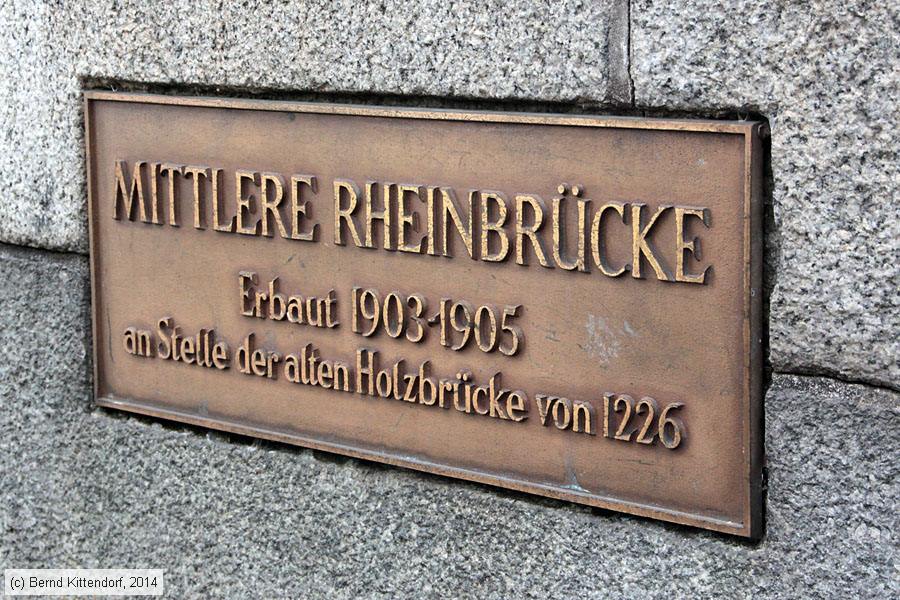 MITTLERE RHEINBRÜCKE
Erbaut 1903-1905
an Stelle der alten Holzbrücke von 1226
(c) Bernd Kittendorf, 2014